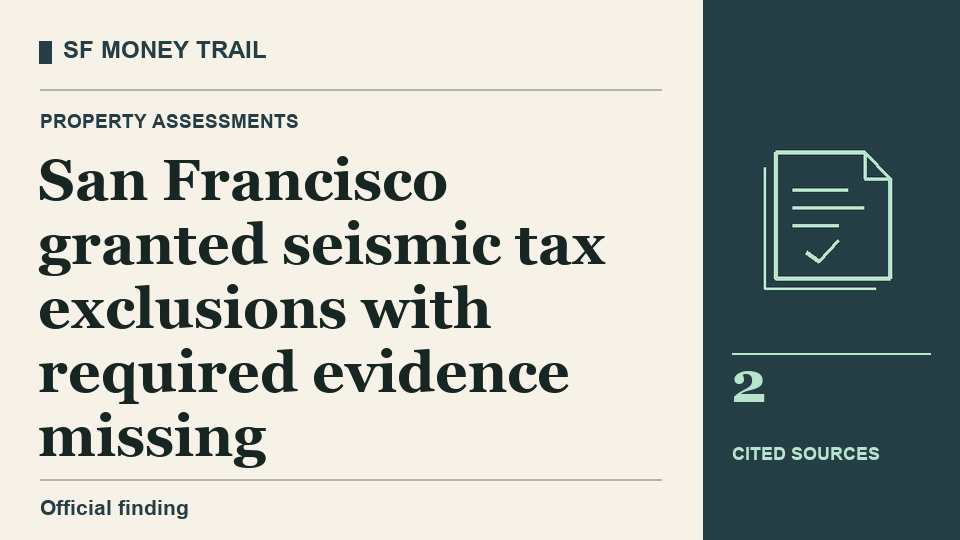 SF MONEY TRAIL
PROPERTY ASSESSMENTS
San Francisco
granted seismic tax
exclusions with
required evidence
missing
Official finding
2
CITED SOURCES